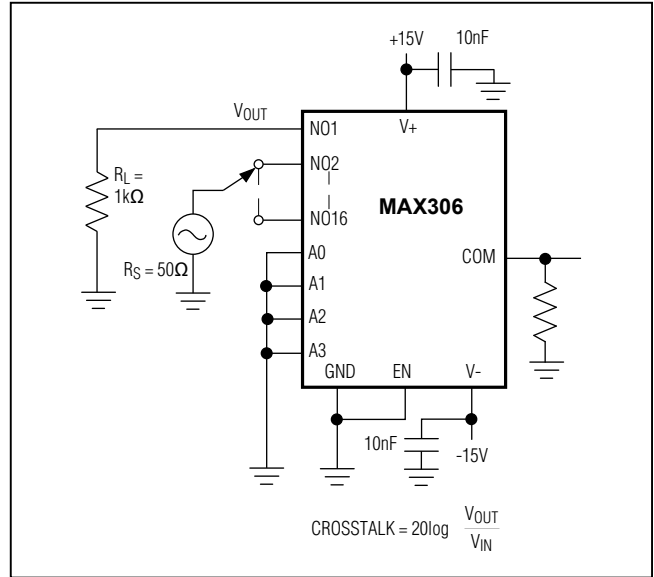 +15V
10nF
VOUT
NO1
V+
RL =
1kΩ
NO2
NO16
MAX306
RS = 50Ω
A0
COM
A1
A2
A3
GND
EN
V-
10nF
-15V
CROSSTALK = 20log VOUT
VIN